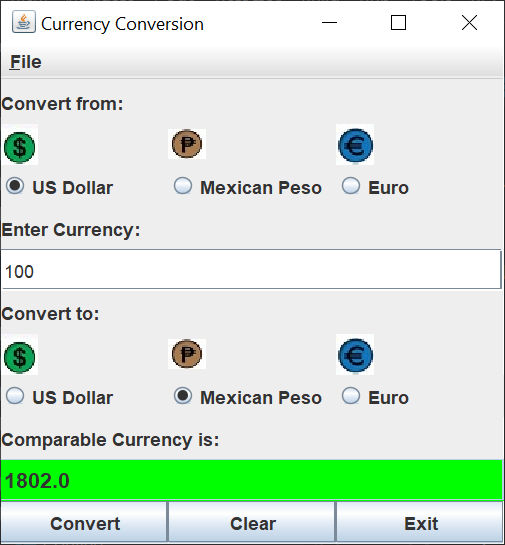 Currency Conversion
File
Convert from:
$ ₱ €
US Dollar Mexican Peso Euro
Enter Currency:
100
Convert to:
$ ₱ €
US Dollar Mexican Peso Euro
Comparable Currency is:
1802.0
Convert Clear Exit